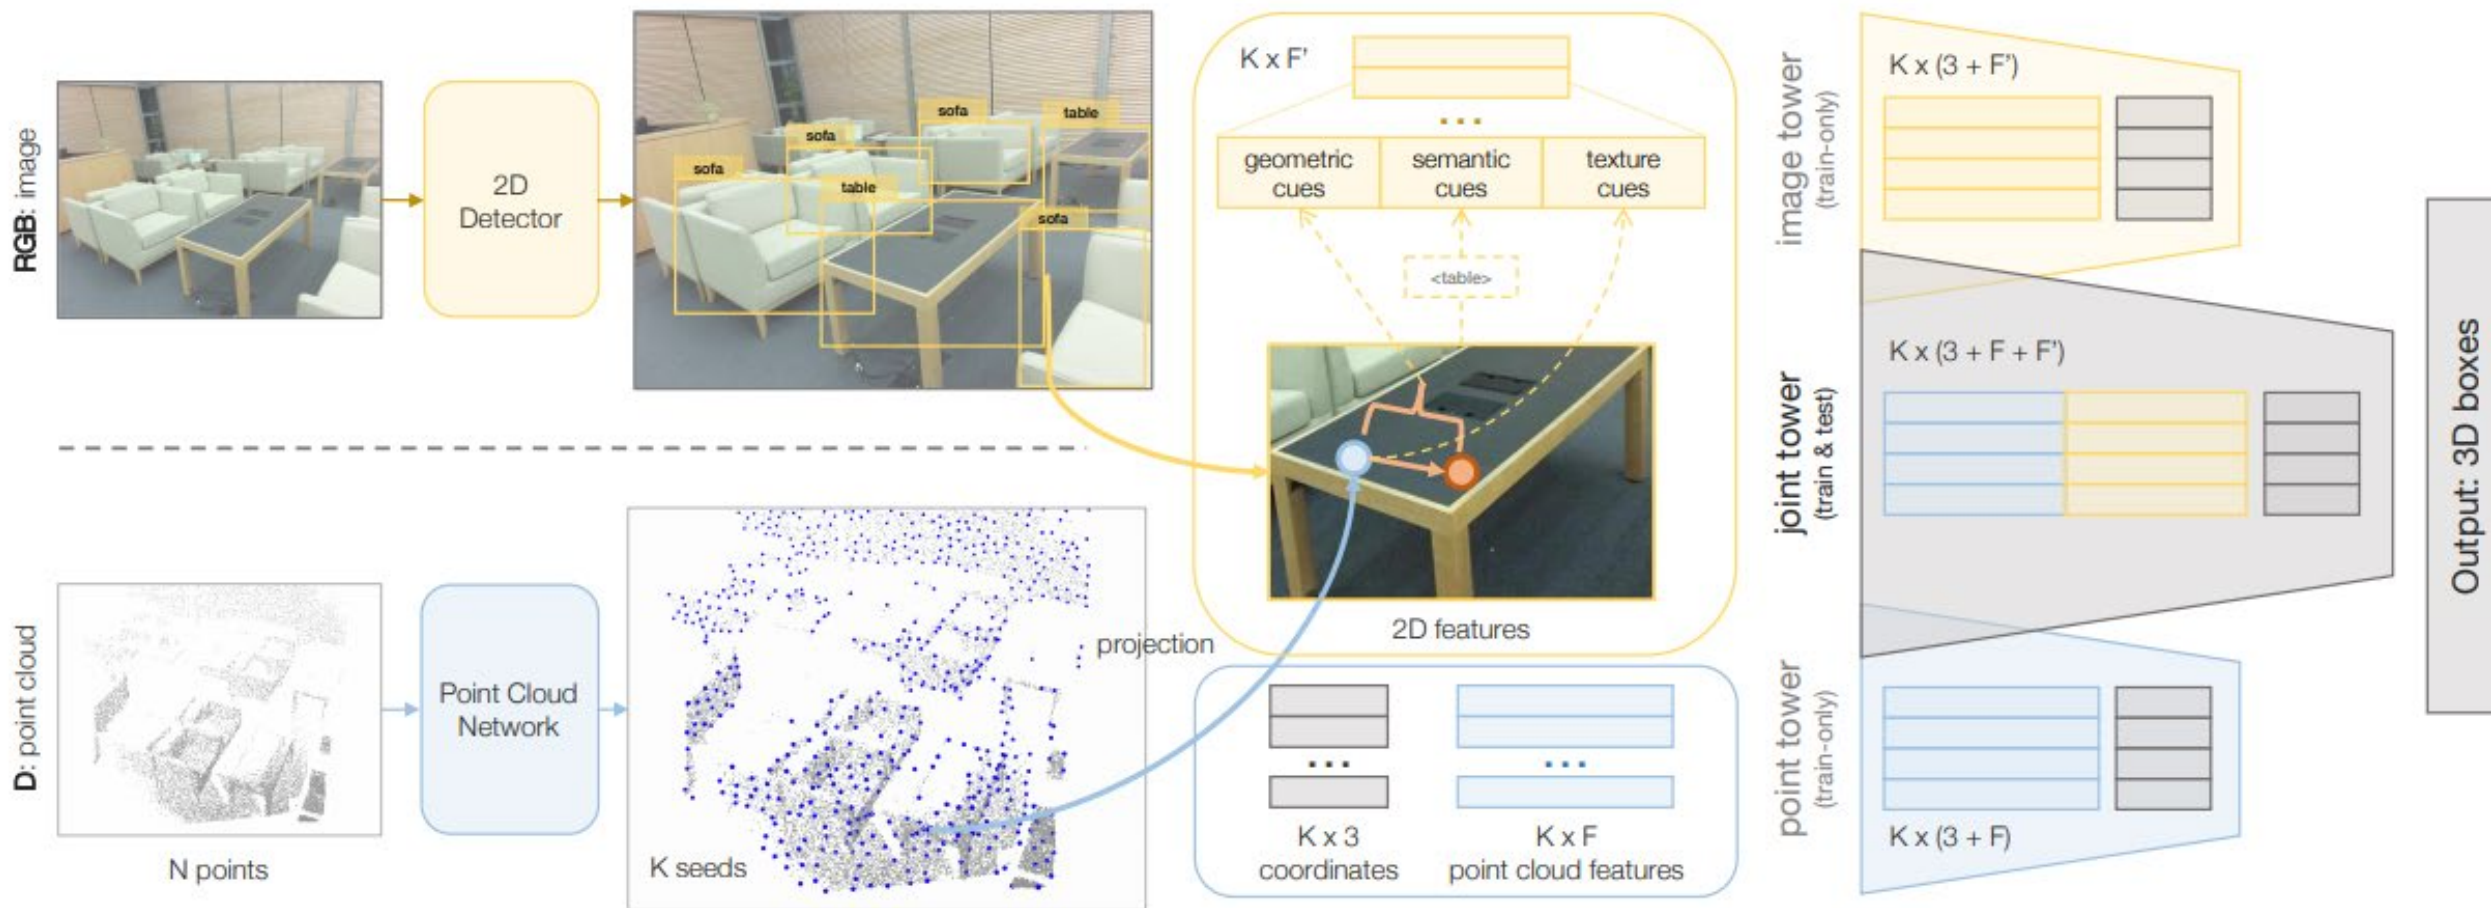 RGB: image
2D
Detector
sofa
table
sofa
sofa
table
sofa
K x F'
...
geometric
cues
semantic
cues
texture
cues
<table>
2D features
D: point cloud
N points
Point Cloud
Network
K seeds
projection
...
K x 3
coordinates
...
K x F
point cloud features
image tower
(train-only)
K x (3 + F')
joint tower
(train & test)
K x (3 + F + F')
point tower
(train-only)
K x (3 + F)
Output: 3D boxes